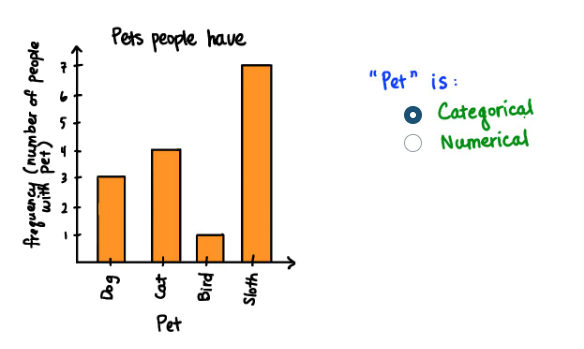 Pets people have
frequency (number of people
with pet)
7
6
5
4
3
2
1
Dog
Cat
Bird
Sloth
Pet
"Pet" is:
Categorical
Numerical